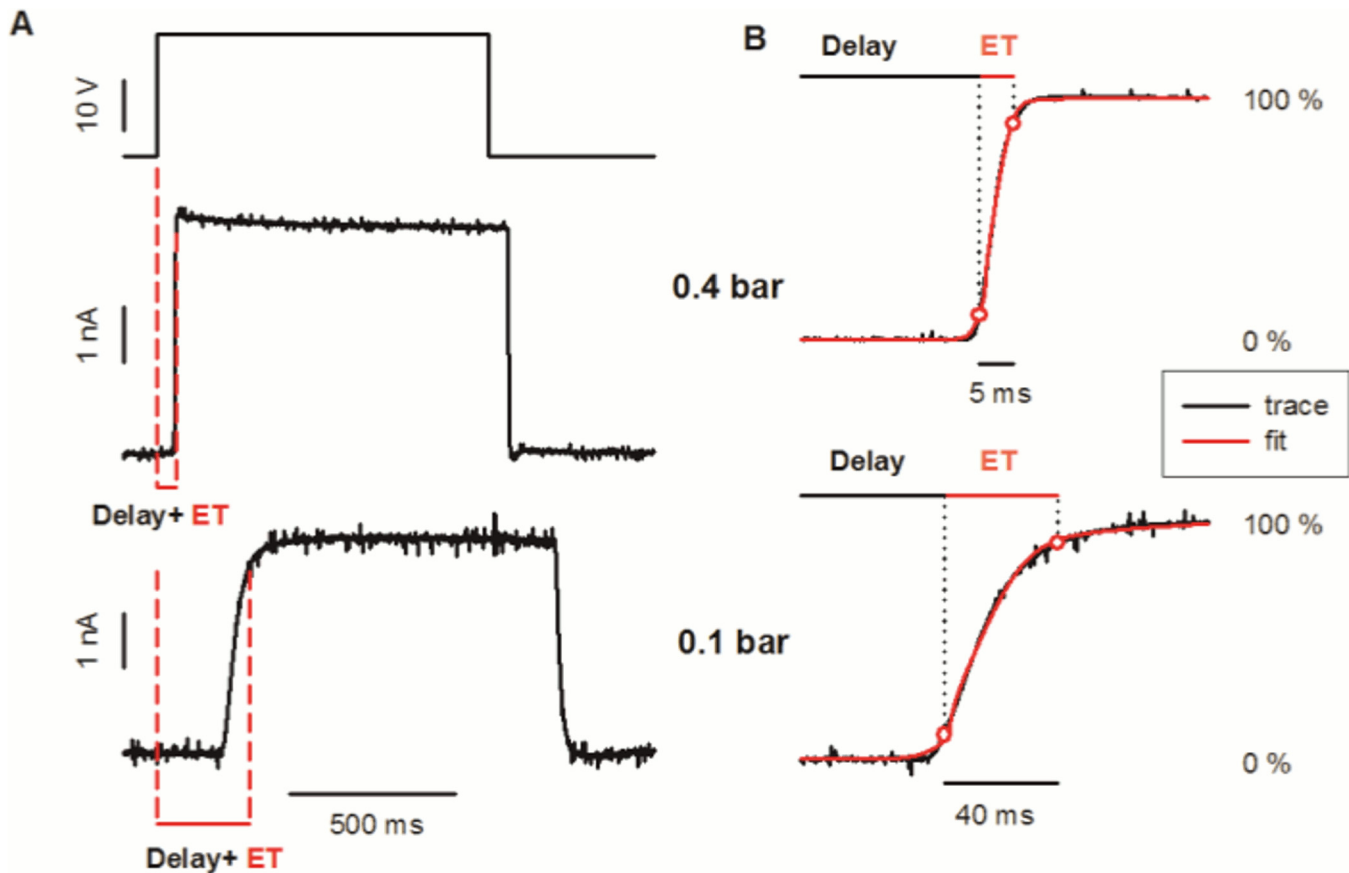 A
10 V
1 nA
Delay+ ET
1 nA
500 ms
Delay+ ET
B
Delay ET
100 %
0.4 bar
0 %
5 ms
trace
fit
Delay ET
100 %
0.1 bar
0 %
40 ms